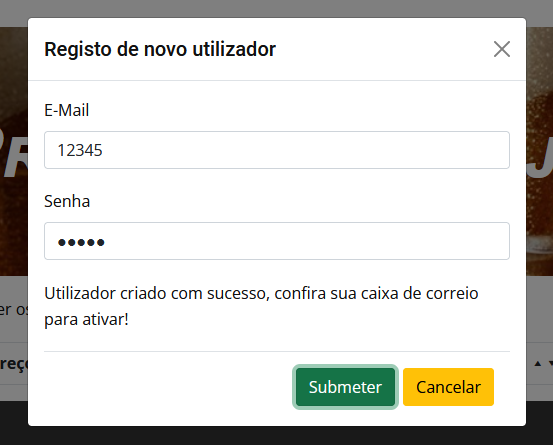 Registo de novo utilizador
E-Mail
12345
Senha
●●●●●
Utilizador criado com sucesso, confira sua caixa de correio
para ativar!
Submeter Cancelar